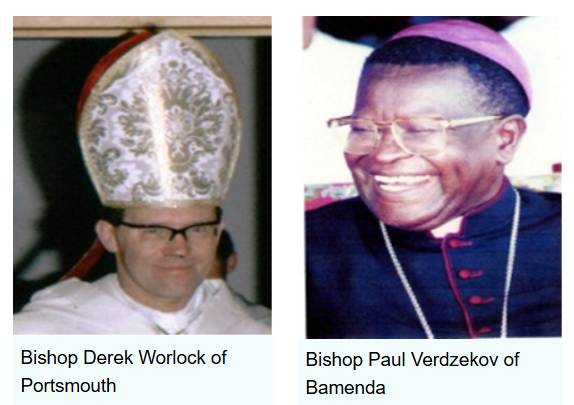 Bishop Derek Worlock of
Portsmouth
Bishop Paul Verdzekov of
Bamenda